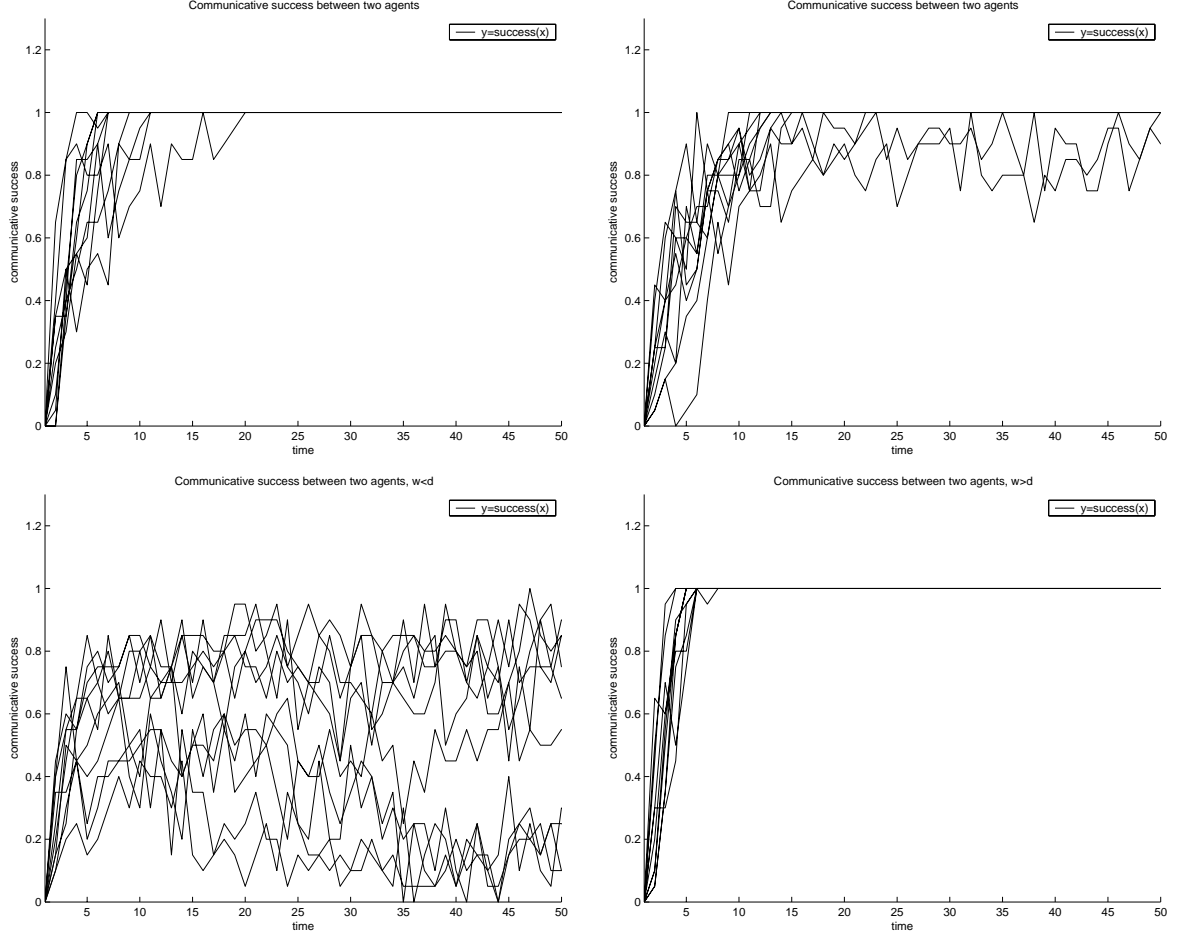 Communicative success between two agents
y=success(x)
1.2
1
0.8
0.6
0.4
0.2
0
communicative success
5 10 15 20 25 30 35 40 45 50
time
Communicative success between two agents
y=success(x)
1.2
1
0.8
0.6
0.4
0.2
0
communicative success
5 10 15 20 25 30 35 40 45 50
time
Communicative success between two agents, w<d
y=success(x)
1.2
1
0.8
0.6
0.4
0.2
0
communicative success
5 10 15 20 25 30 35 40 45 50
time
Communicative success between two agents, w>d
y=success(x)
1.2
1
0.8
0.6
0.4
0.2
0
communicative success
5 10 15 20 25 30 35 40 45 50
time